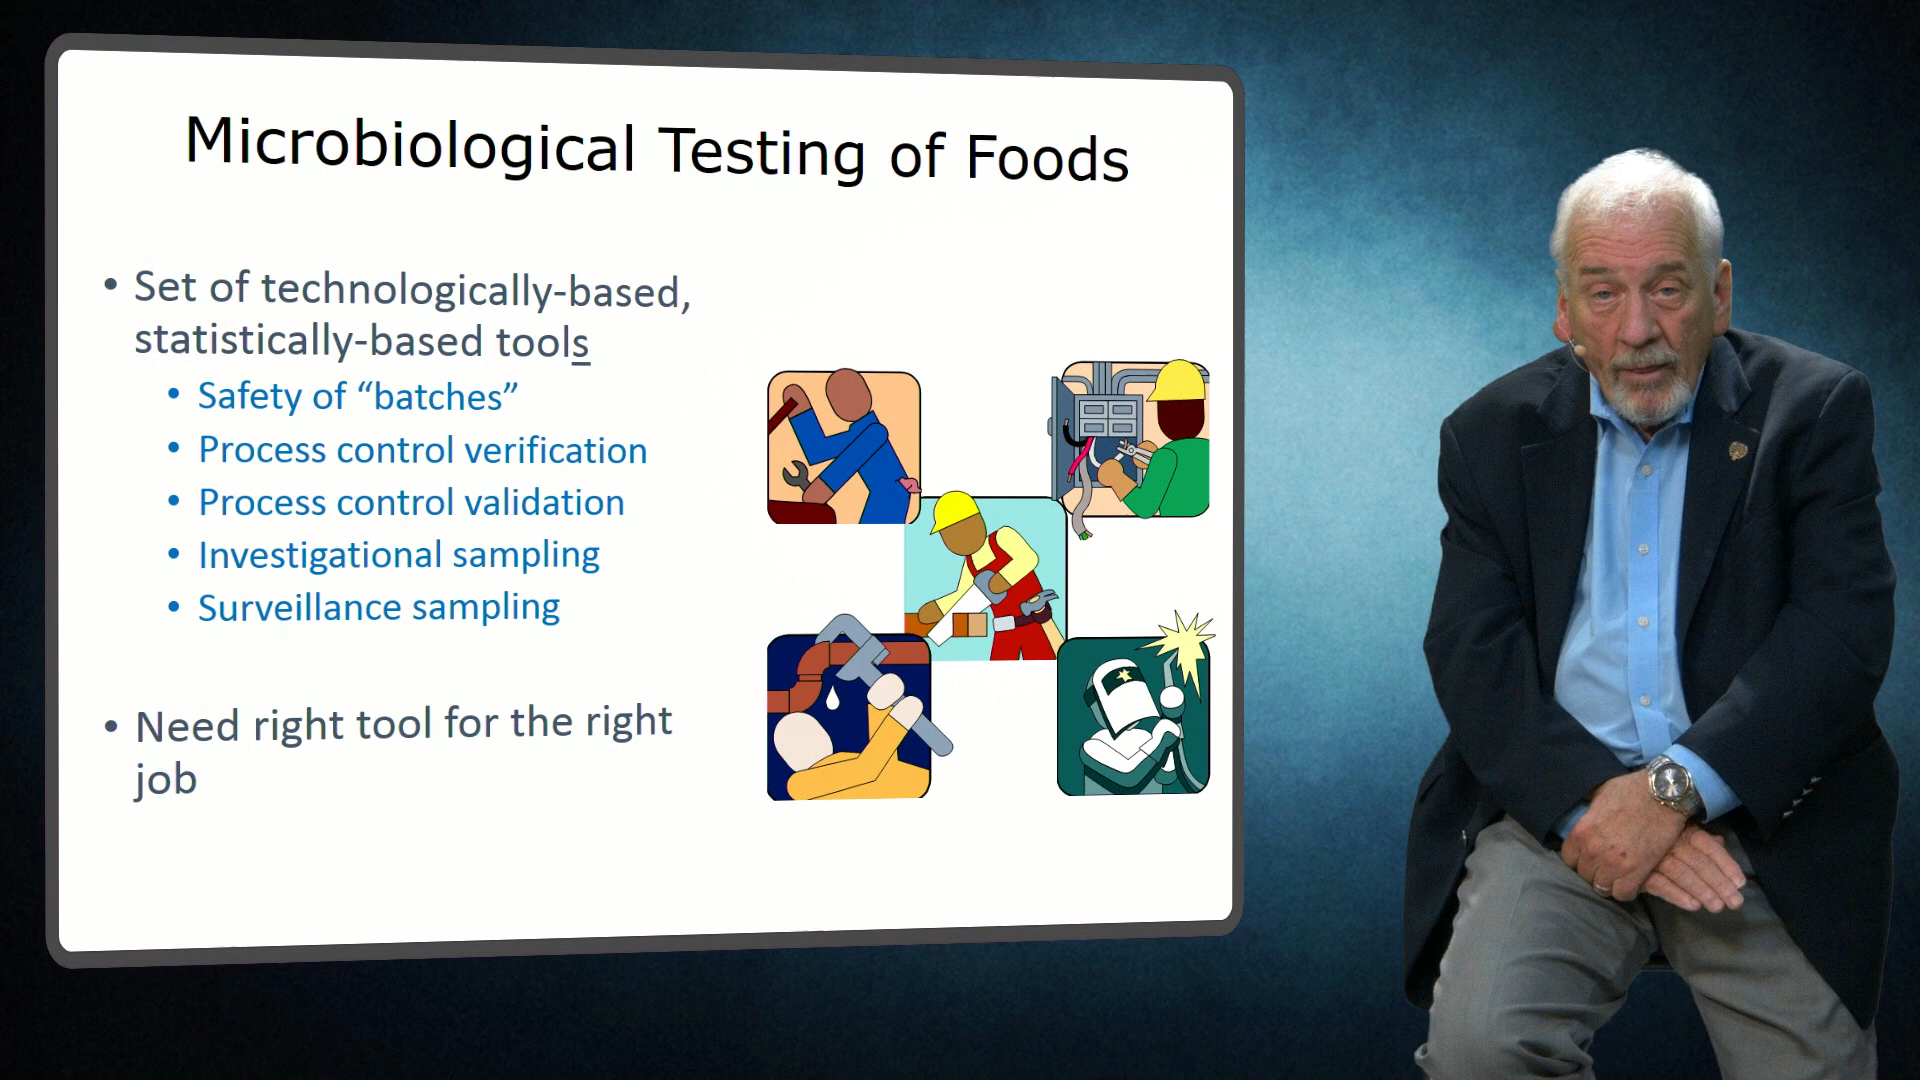 Microbiological Testing of Foods
• Set of technologically-based,
statistically-based tools
• Safety of “batches”
• Process control verification
• Process control validation
• Investigational sampling
• Surveillance sampling
• Need right tool for the right
job